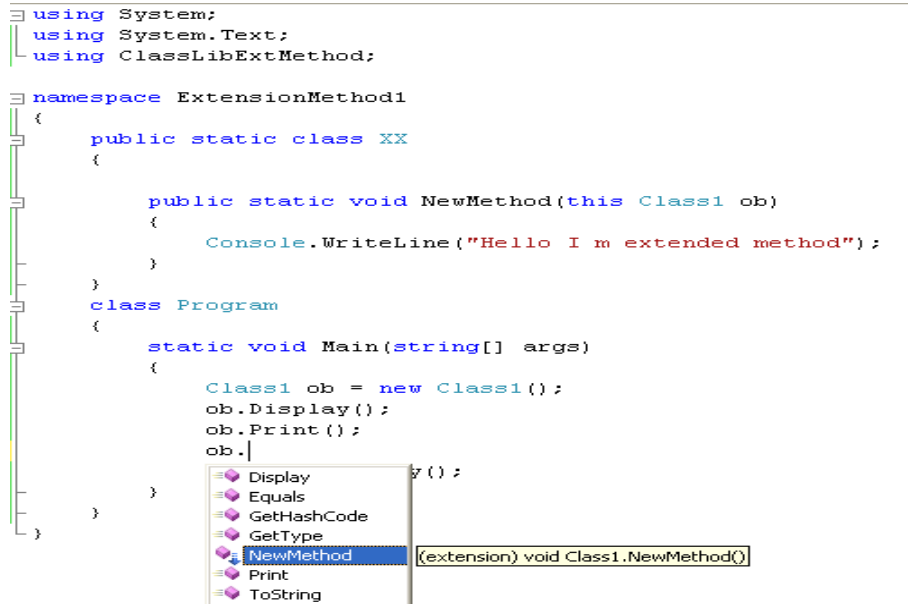 using System;
using System.Text;
using ClassLibExtMethod;
namespace ExtensionMethod1
{
public static class XX
{
public static void NewMethod(this Class1 ob)
{
Console.WriteLine("Hello I m extended method");
}
}
class Program
{
static void Main(string[] args)
{
Class1 ob = new Class1();
ob.Display();
ob.Print();
ob.
y();
Display
Equals
GetHashCode
GetType
NewMethod (extension) void Class1.NewMethod()
Print
ToString
}
}
}